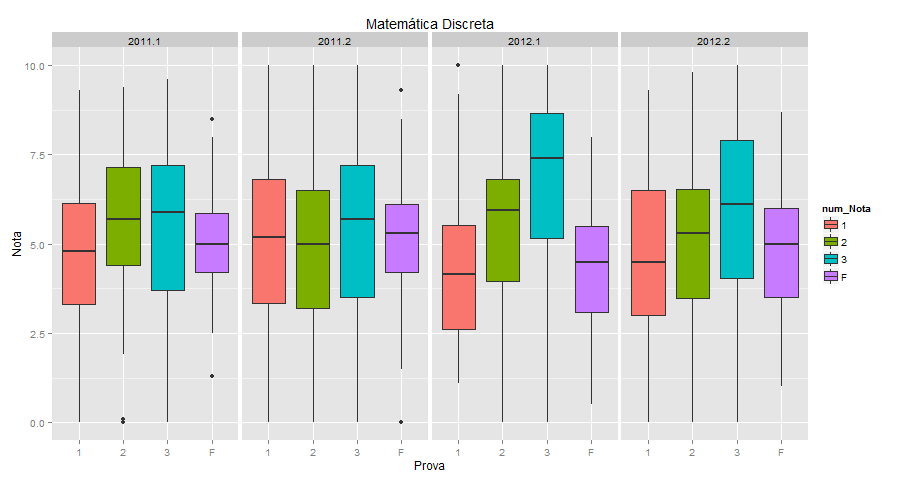 Matemática Discreta
2011.1 2011.2 2012.1 2012.2
10.0
7.5
5.0
2.5
0.0
Nota
1 2 3 F 1 2 3 F 1 2 3 F 1 2 3 F
Prova
num_Nota
1
2
3
F